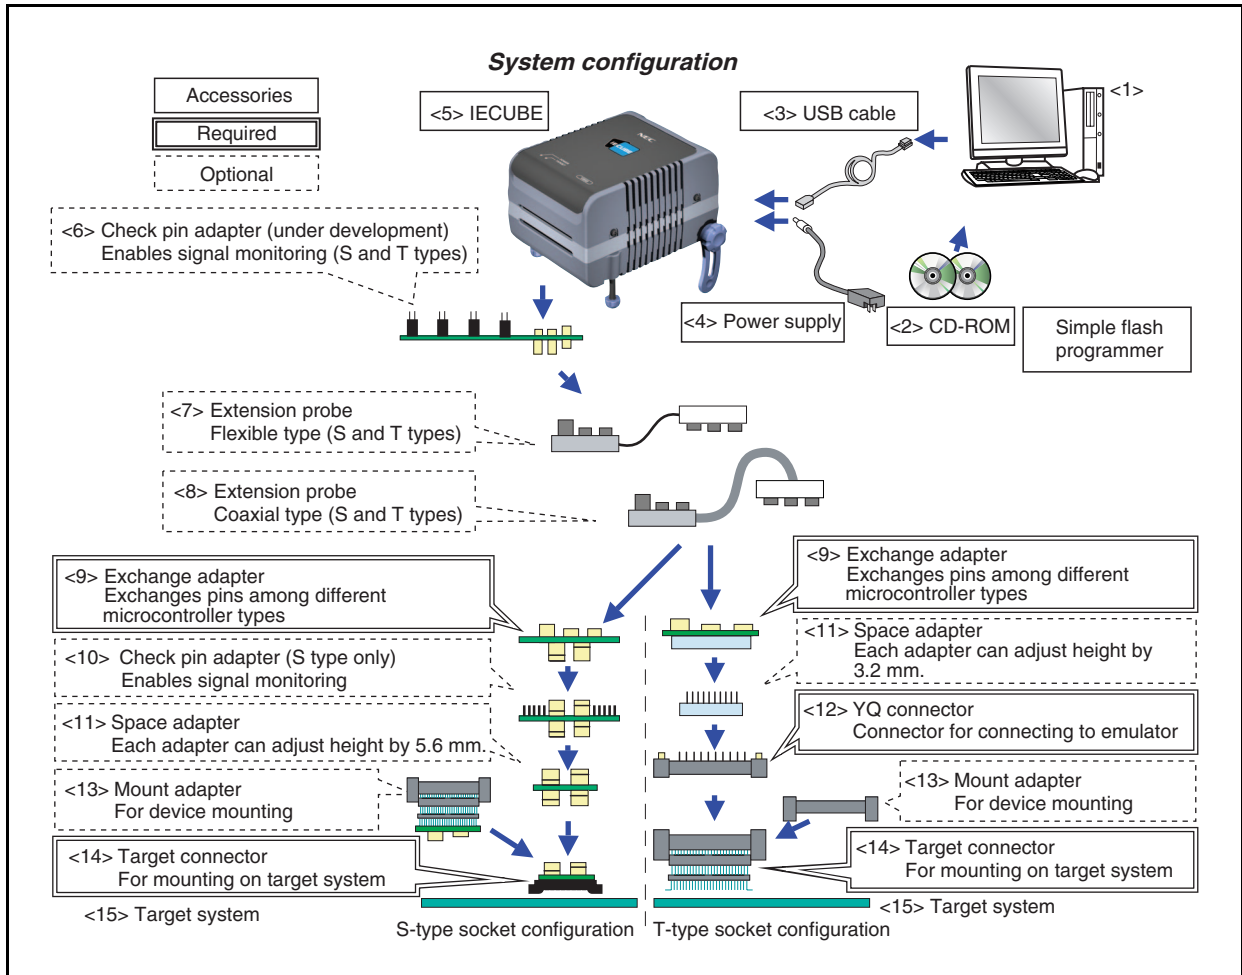 System configuration
Accessories
Required
Optional
<5> IECUBE
<3> USB cable
<1>
NEC
<6> Check pin adapter (under development)
Enables signal monitoring (S and T types)
<4> Power supply
<2> CD-ROM
Simple flash
programmer
<7> Extension probe
Flexible type (S and T types)
<8> Extension probe
Coaxial type (S and T types)
<9> Exchange adapter
Exchanges pins among different
microcontroller types
<10> Check pin adapter (S type only)
Enables signal monitoring
<11> Space adapter
Each adapter can adjust height by 5.6 mm.
<13> Mount adapter
For device mounting
<14> Target connector
For mounting on target system
<15> Target system
S-type socket configuration
<9> Exchange adapter
Exchanges pins among different
microcontroller types
<11> Space adapter
Each adapter can adjust height by
3.2 mm.
<12> YQ connector
Connector for connecting to emulator
<13> Mount adapter
For device mounting
<14> Target connector
For mounting on target system
<15> Target system
T-type socket configuration